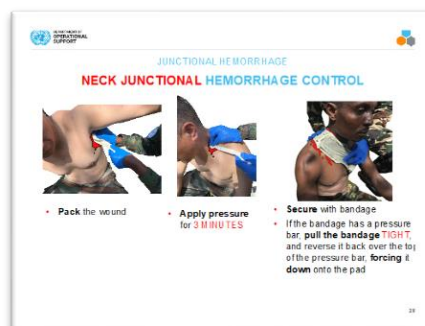 DEPARTMENT OF
OPERATIONAL
SUPPORT
JUNCTIONAL HEMORRHAGE
NECK JUNCTIONAL HEMORRHAGE CONTROL
• Pack the wound
• Apply pressure
for 3 MINUTES
• Secure with bandage
• If the bandage has a pressure
bar, pull the bandage TIGHT,
and reverse it back over the top
of the pressure bar, forcing it
down onto the pad